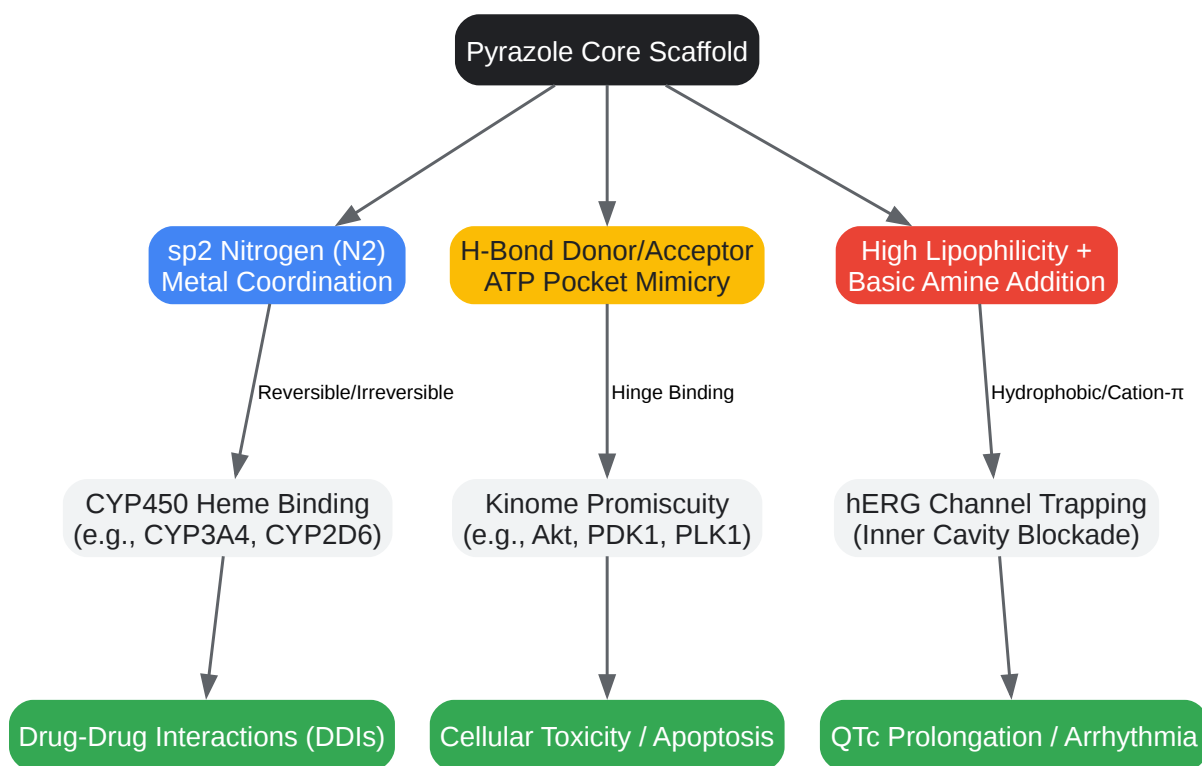 Pyrazole Core Scaffold
sp2 Nitrogen (N2)
Metal Coordination
H-Bond Donor/Acceptor
ATP Pocket Mimicry
High Lipophilicity +
Basic Amine Addition
Reversible/Irreversible
Hinge Binding
Hydrophobic/Cation-π
CYP450 Heme Binding
(e.g., CYP3A4, CYP2D6)
Kinome Promiscuity
(e.g., Akt, PDK1, PLK1)
hERG Channel Trapping
(Inner Cavity Blockade)
Drug-Drug Interactions (DDIs)
Cellular Toxicity / Apoptosis
QTc Prolongation / Arrhythmia